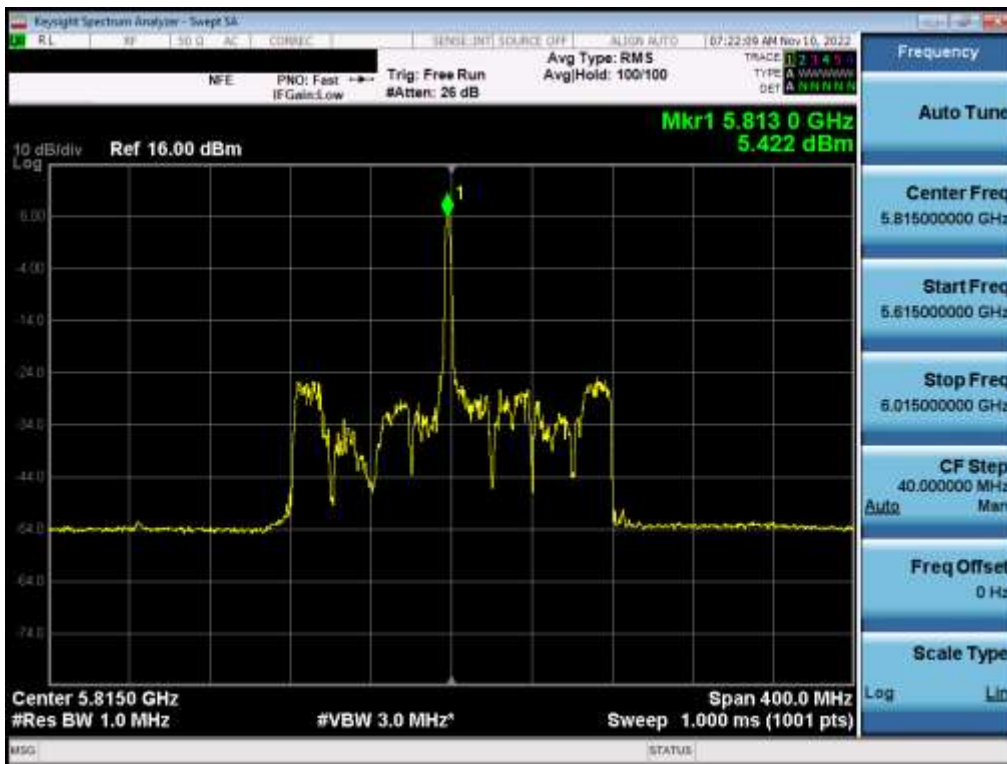 Keysight Spectrum Analyzer - Swept SA
RL RF 50 Ω AC CORREC SENSE:INT SOURCE OFF ALIGN AUTO 07:22:09 AM Nov 10, 2022
NFE PNO: Fast Trig: Free Run Avg Type: RMS TRACE 1 2 3 4 5 6
IFGain:Low #Atten: 26 dB Avg|Hold: 100/100 TYPE A WWWWW
DET A N N N N N
Mkr1 5.813 0 GHz
5.422 dBm
10 dB/div Ref 16.00 dBm
Log
1
6.00
-4.00
-14.0
-24.0
-34.0
-44.0
-54.0
-64.0
-74.0
Center 5.8150 GHz Span 400.0 MHz
#Res BW 1.0 MHz #VBW 3.0 MHz* Sweep 1.000 ms (1001 pts)
MSG STATUS
Frequency
Auto Tune
Center Freq
5.815000000 GHz
Start Freq
5.615000000 GHz
Stop Freq
6.015000000 GHz
CF Step
40.000000 MHz
Auto Man
Freq Offset
0 Hz
Scale Type
Log Lin